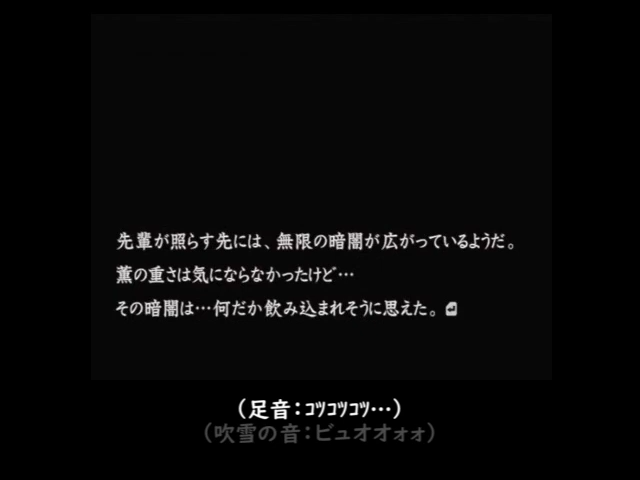 先輩が照らす先には、無限の暗闇が広がっているようだ。
薫の重さは気にならなかったけど…
その暗闇は…何だか飲み込まれそうに思えた。
（足音：ｺﾂｺﾂｺﾂ…）
（吹雪の音：ビュオオォォ）